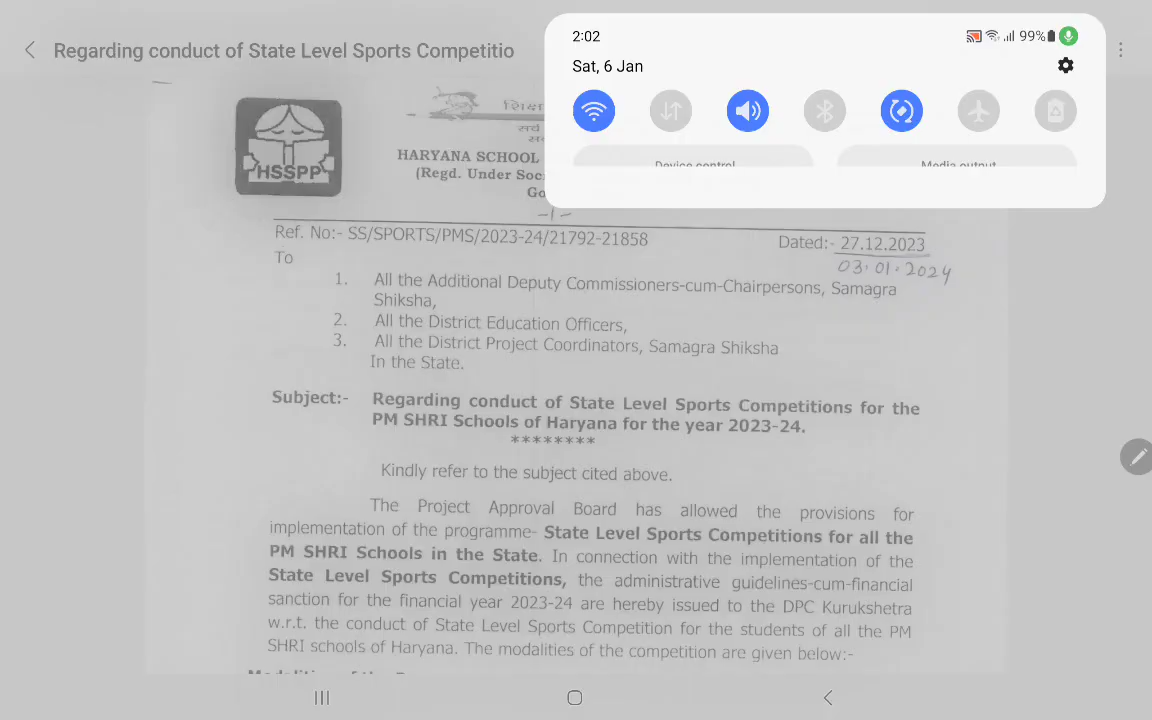 Regarding conduct of State Level Sports Competitio
2:02
99%
Sat, 6 Jan
Device control
Media output
HSSPP
शिक्षा
सर्व
HARYANA SCHOOL
(Regd. Under Soc
Go
-1-
Ref. No:- SS/SPORTS/PMS/2023-24/21792-21858
Dated:- 27.12.2023
03.01.2024
To
1. All the Additional Deputy Commissioners-cum-Chairpersons, Samagra
Shiksha,
2. All the District Education Officers,
3. All the District Project Coordinators, Samagra Shiksha
In the State.
Subject:- Regarding conduct of State Level Sports Competitions for the
PM SHRI Schools of Haryana for the year 2023-24.
********
Kindly refer to the subject cited above.
The Project Approval Board has allowed the provisions for
implementation of the programme- State Level Sports Competitions for all the
PM SHRI Schools in the State. In connection with the implementation of the
State Level Sports Competitions, the administrative guidelines-cum-financial
sanction for the financial year 2023-24 are hereby issued to the DPC Kurukshetra
w.r.t. the conduct of State Level Sports Competition for the students of all the PM
SHRI schools of Haryana. The modalities of the competition are given below:-